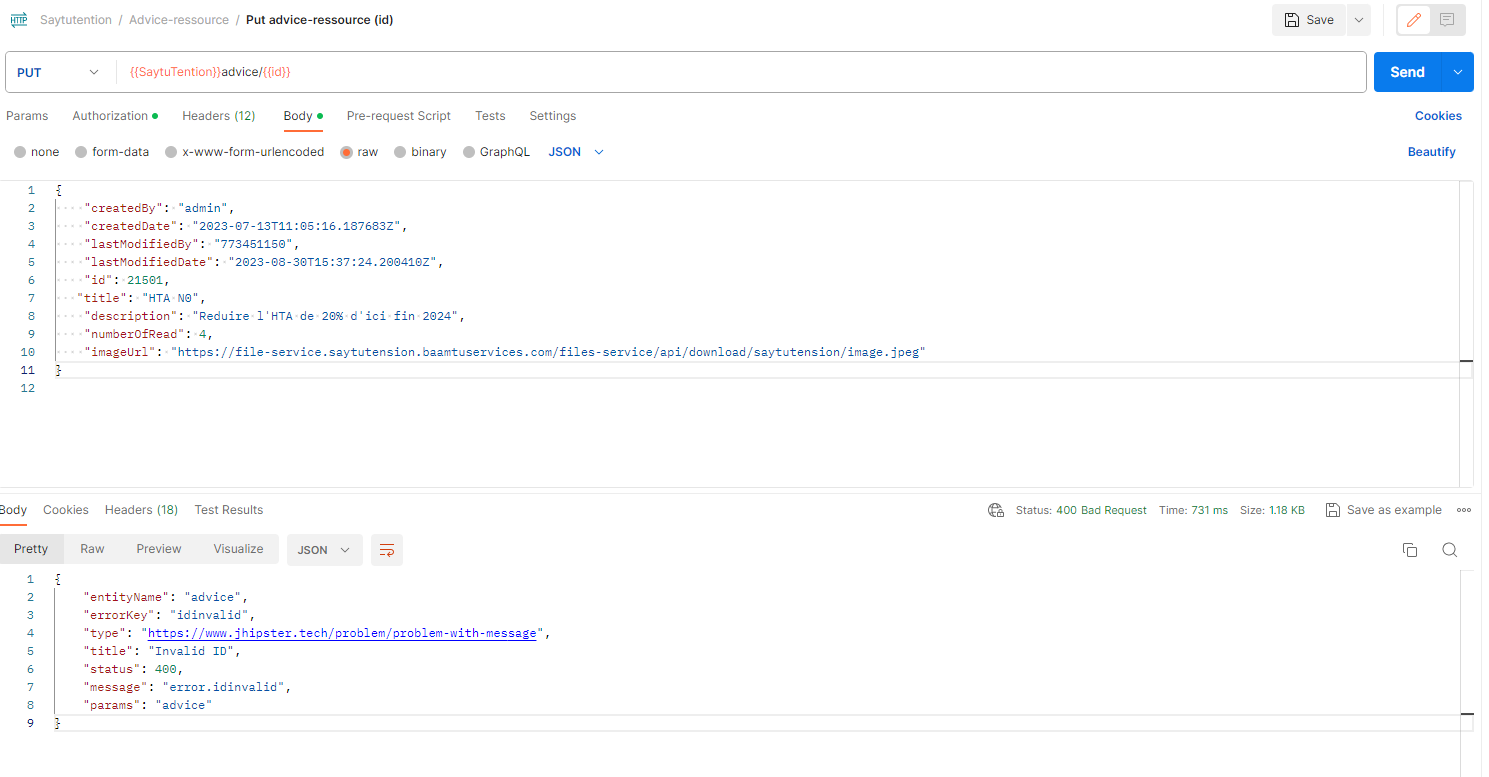 HTTP Saytutention / Advice-ressource / Put advice-ressource (id) Save
PUT {{SaytuTention}}advice/{{id}} Send
Params Authorization Headers (12) Body Pre-request Script Tests Settings Cookies
none form-data x-www-form-urlencoded raw binary GraphQL JSON Beautify
1 {
2 "createdBy": "admin",
3 "createdDate": "2023-07-13T11:05:16.187683Z",
4 "lastModifiedBy": "773451150",
5 "lastModifiedDate": "2023-08-30T15:37:24.200410Z",
6 "id": 21501,
7 "title": "HTA N0",
8 "description": "Reduire l'HTA de 20% d'ici fin 2024",
9 "numberOfRead": 4,
10 "imageUrl": "https://file-service.saytutension.baamtuservices.com/files-service/api/download/saytutension/image.jpeg"
11 }
12
Body Cookies Headers (18) Test Results Status: 400 Bad Request Time: 731 ms Size: 1.18 KB Save as example
Pretty Raw Preview Visualize JSON
1 {
2 "entityName": "advice",
3 "errorKey": "idinvalid",
4 "type": "https://www.jhipster.tech/problem/problem-with-message",
5 "title": "Invalid ID",
6 "status": 400,
7 "message": "error.idinvalid",
8 "params": "advice"
9 }